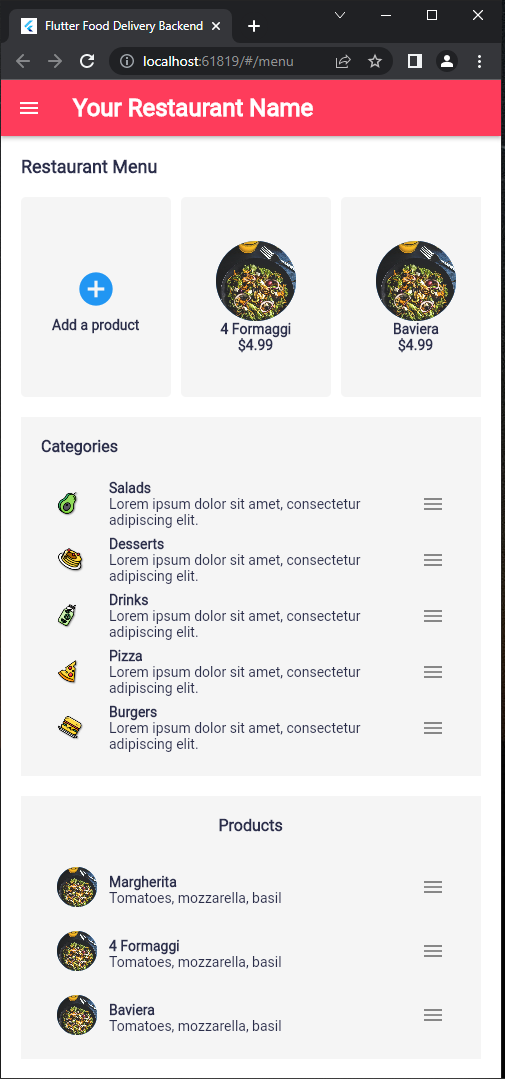 Flutter Food Delivery Backend
localhost:61819/#/menu
Your Restaurant Name
Restaurant Menu
Add a product
4 Formaggi
$4.99
Baviera
$4.99
Categories
Salads
Lorem ipsum dolor sit amet, consectetur
adipiscing elit.
Desserts
Lorem ipsum dolor sit amet, consectetur
adipiscing elit.
Drinks
Lorem ipsum dolor sit amet, consectetur
adipiscing elit.
Pizza
Lorem ipsum dolor sit amet, consectetur
adipiscing elit.
Burgers
Lorem ipsum dolor sit amet, consectetur
adipiscing elit.
Products
Margherita
Tomatoes, mozzarella, basil
4 Formaggi
Tomatoes, mozzarella, basil
Baviera
Tomatoes, mozzarella, basil